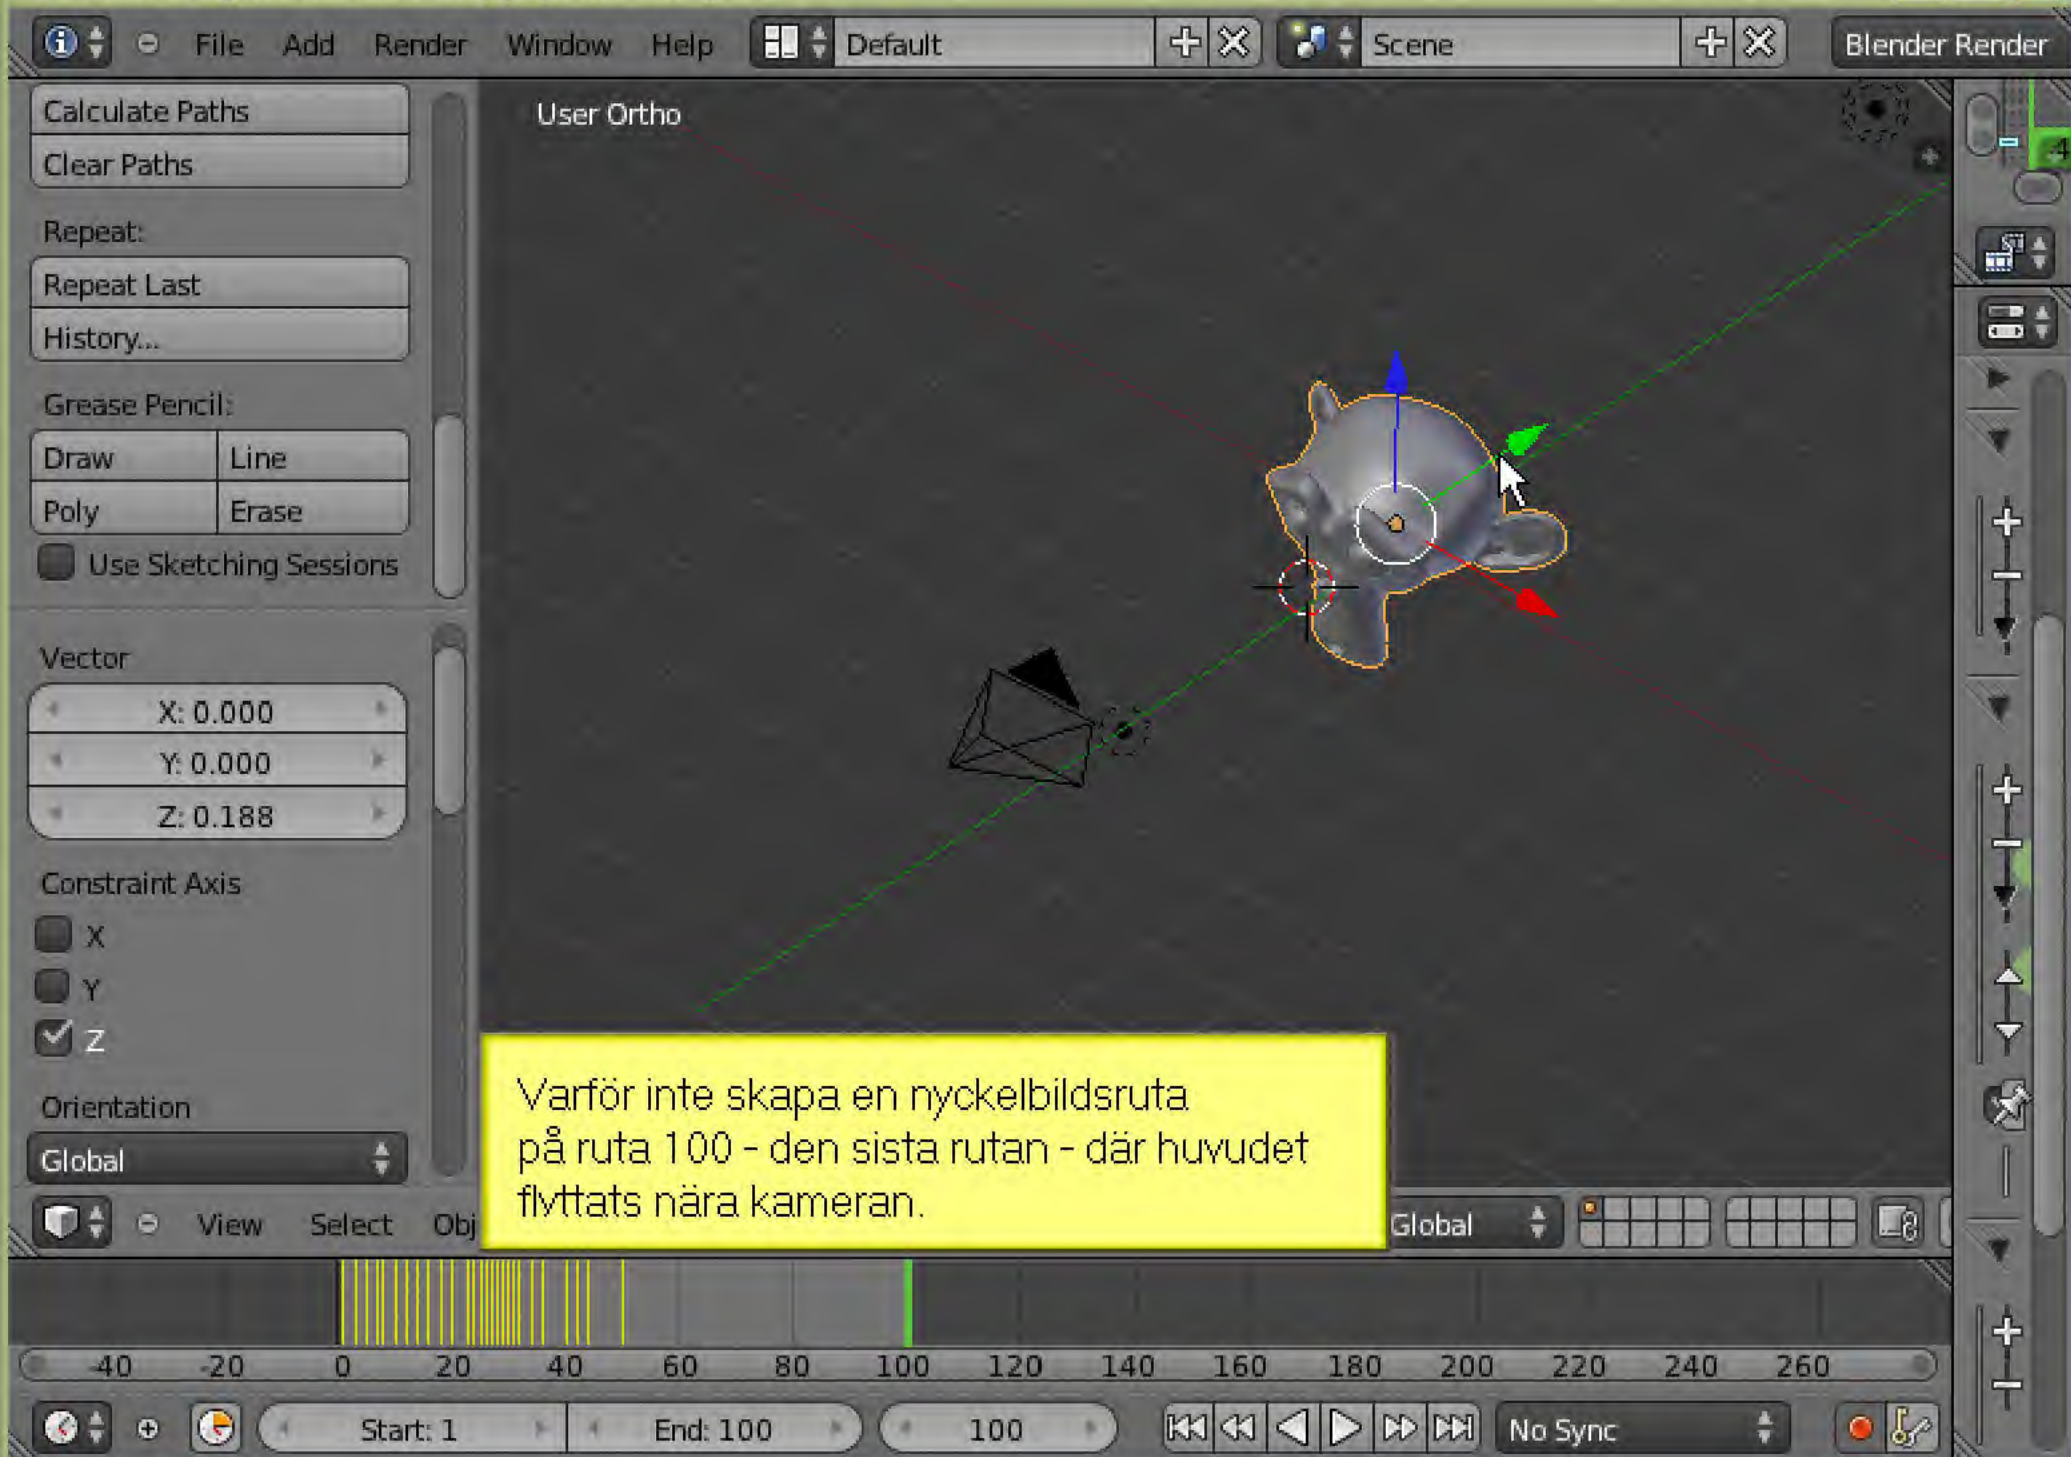 File Add Render Window Help Default Scene Blender Render
Calculate Paths
Clear Paths
Repeat:
Repeat Last
History...
Grease Pencil:
Draw Line
Poly Erase
Use Sketching Sessions
Vector
X: 0.000
Y: 0.000
Z: 0.188
Constraint Axis
X
Y
Z
Orientation
Global
User Ortho
Varför inte skapa en nyckelbildsruta
på ruta 100 - den sista rutan - där huvudet
flyttats nära kameran.
View Select Obj Global
-40 -20 0 20 40 60 80 100 120 140 160 180 200 220 240 260
Start: 1 End: 100 100 No Sync